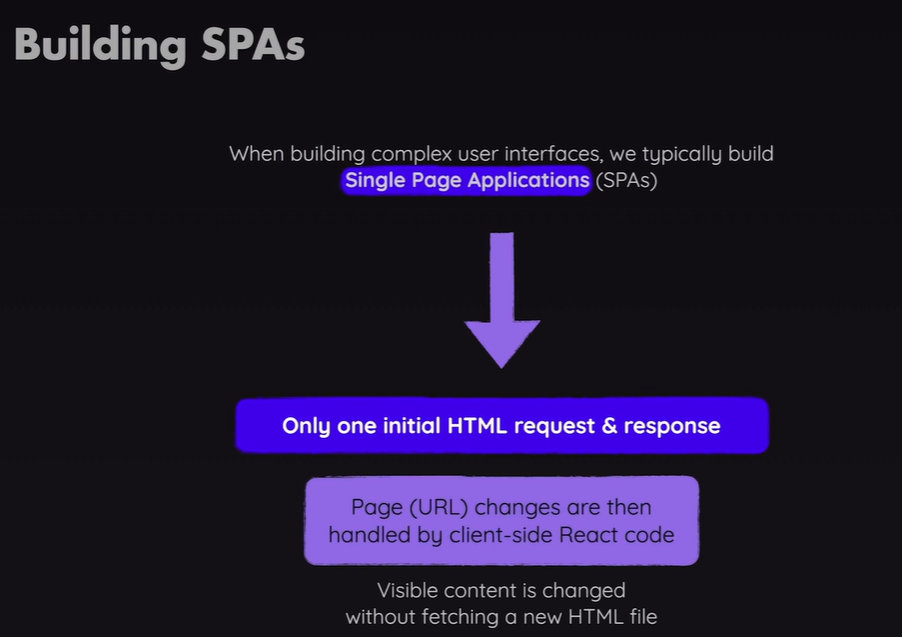 Building SPAs
When building complex user interfaces, we typically build
Single Page Applications (SPAs)
Only one initial HTML request & response
Page (URL) changes are then
handled by client-side React code
Visible content is changed
without fetching a new HTML file